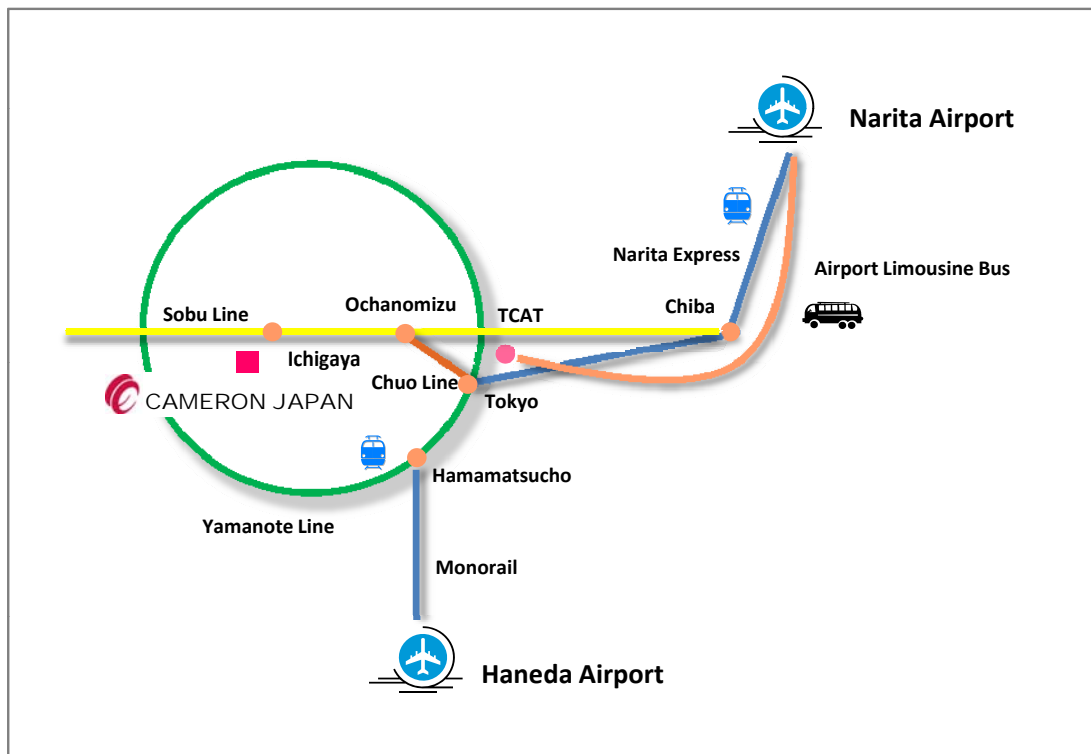 Narita Airport
Narita Express
Airport Limousine Bus
Sobu Line
Ochanomizu
TCAT
Chiba
Ichigaya
Chuo Line
CAMERON JAPAN
Tokyo
Hamamatsucho
Yamanote Line
Monorail
Haneda Airport